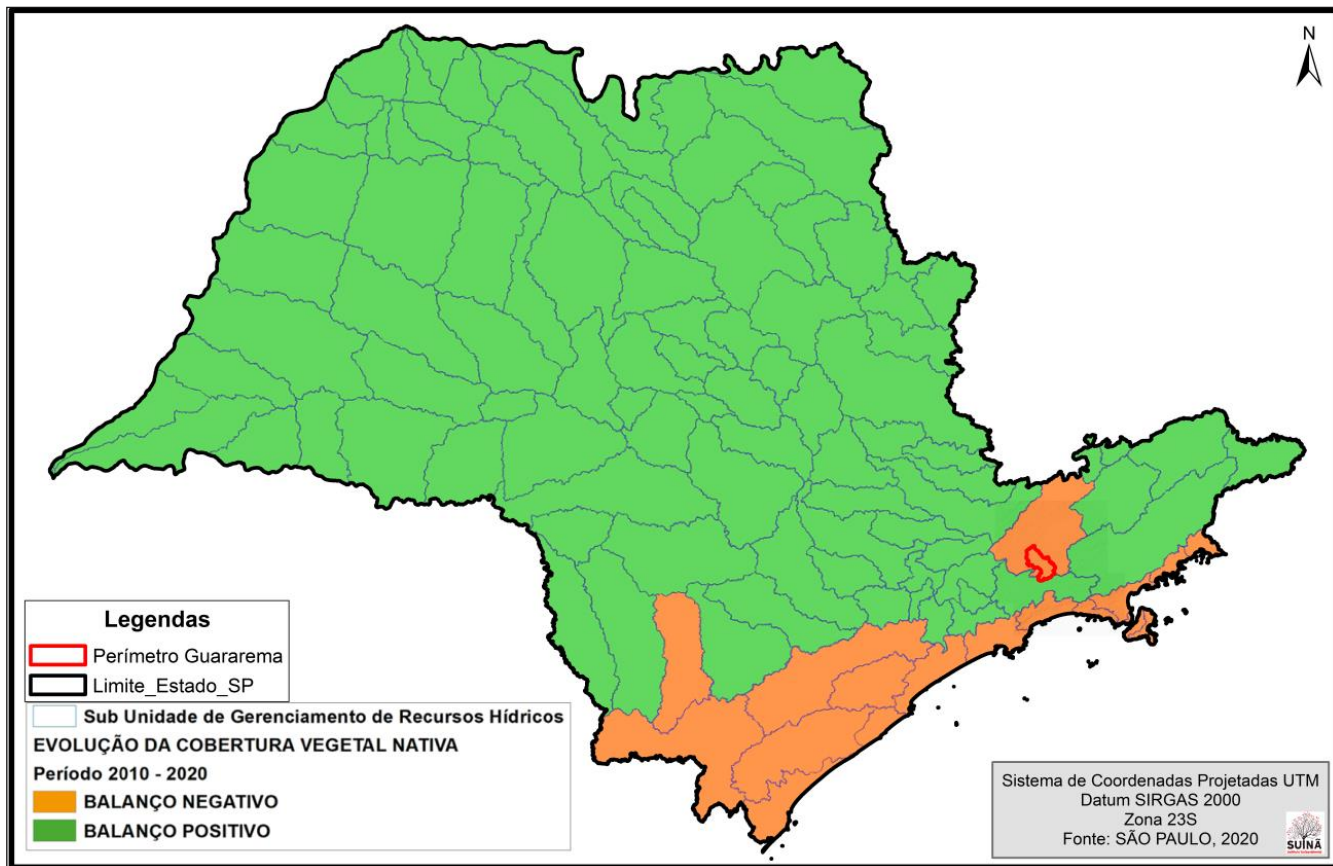 N
Legendas
Perímetro Guararema
Limite_Estado_SP
Sub Unidade de Gerenciamento de Recursos Hídricos
EVOLUÇÃO DA COBERTURA VEGETAL NATIVA
Período 2010 - 2020
BALANÇO NEGATIVO
BALANÇO POSITIVO
Sistema de Coordenadas Projetadas UTM
Datum SIRGAS 2000
Zona 23S
Fonte: SÃO PAULO, 2020
SUINÃ